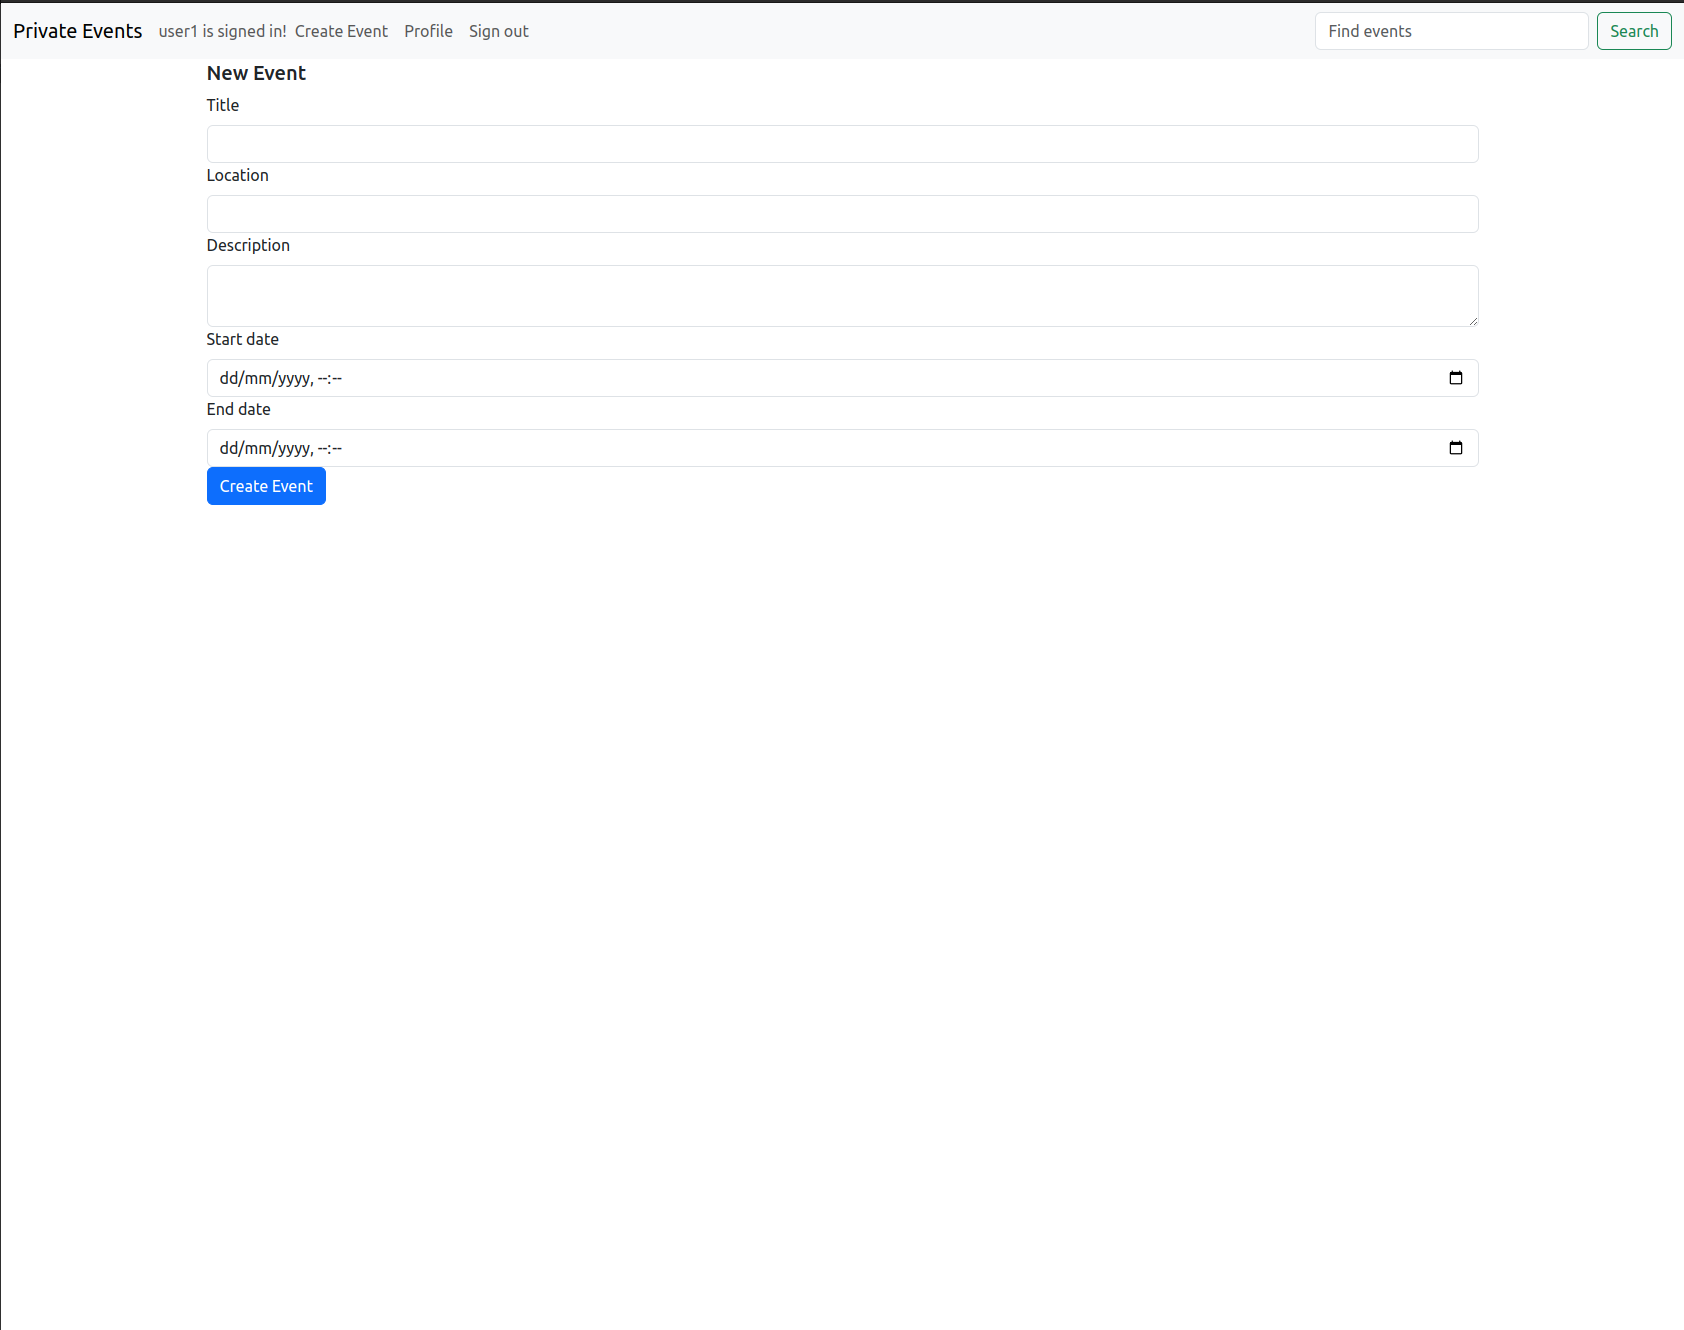 Private Events user1 is signed in! Create Event Profile Sign out Find events Search
New Event
Title
Location
Description
Start date
dd/mm/yyyy, --:--
End date
dd/mm/yyyy, --:--
Create Event